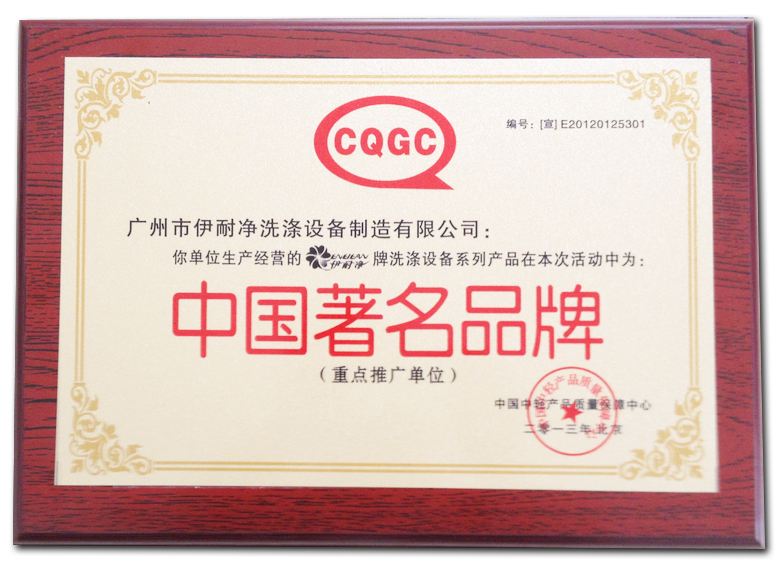 CQGC
编号：[宣] E20120125301
广州市伊耐净洗涤设备制造有限公司：
你单位生产经营的 伊耐净 牌洗涤设备系列产品在本次活动中为：
中国著名品牌
（重点推广单位）
中国中轻产品质量保障中心
二零一三年 北京